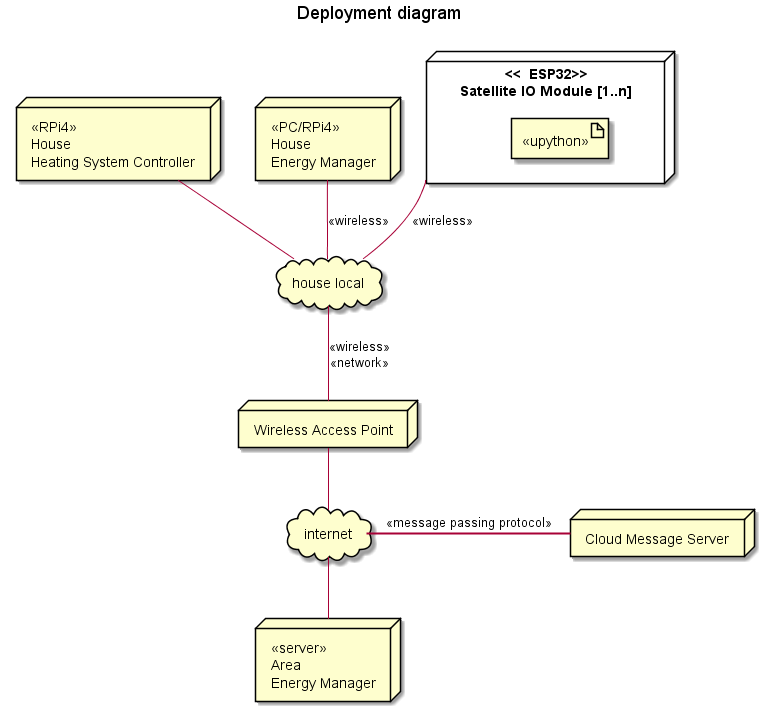 Deployment diagram
«RPi4»
House
Heating System Controller
«PC/RPi4»
House
Energy Manager
<< ESP32>>
Satellite IO Module [1..n]
«upython»
«wireless»
«wireless»
house local
«wireless»
«network»
Wireless Access Point
internet
«message passing protocol»
Cloud Message Server
«server»
Area
Energy Manager